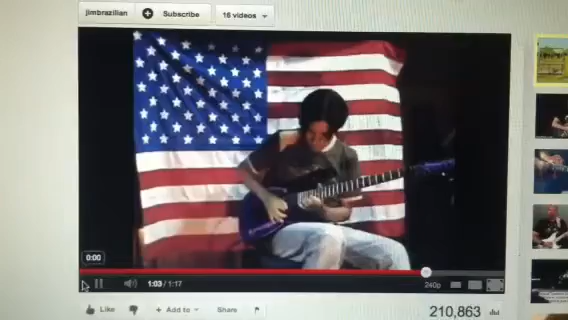 jimbrazilian
Subscribe
16 videos
0:00
1:03 / 1:17
240p
Like
Add to
Share
210,863